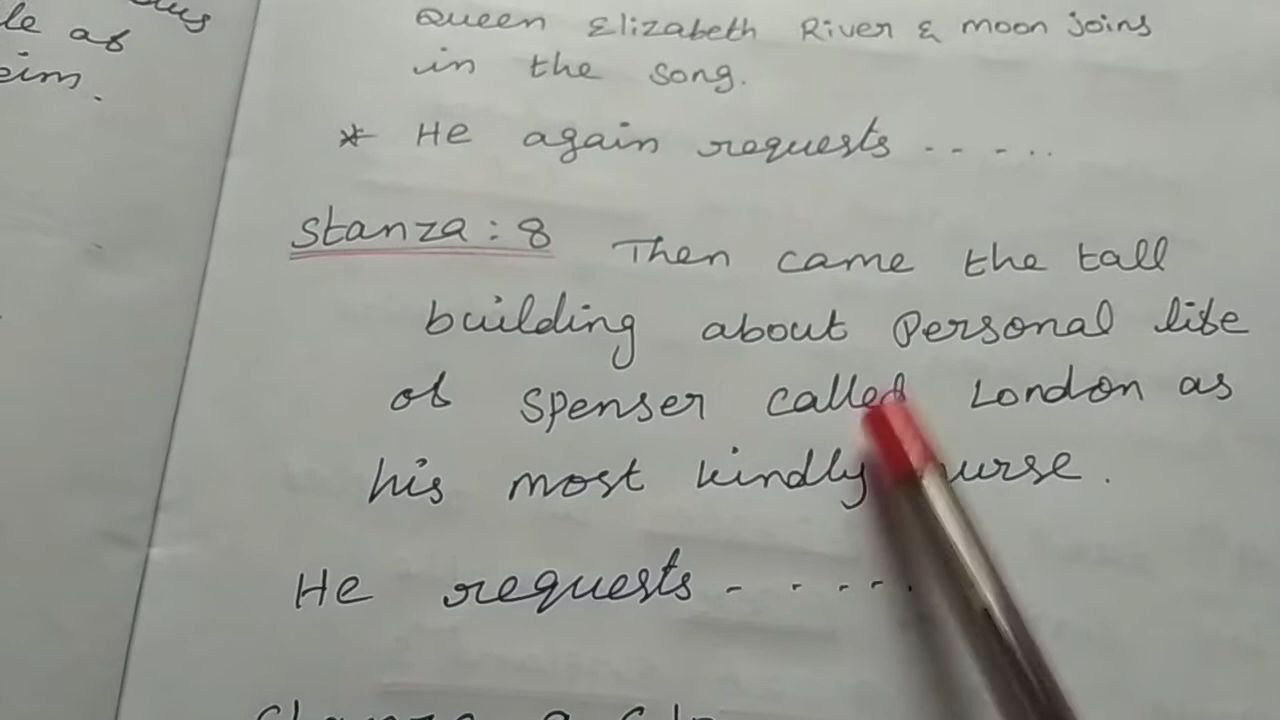 Queen Elizabeth River & moon joins
in the song.
* He again requests .....
Stanza : 8 Then came the tall
building about Personal life
of Spenser called London as
his most kindly nurse.
He requests - . . - . .